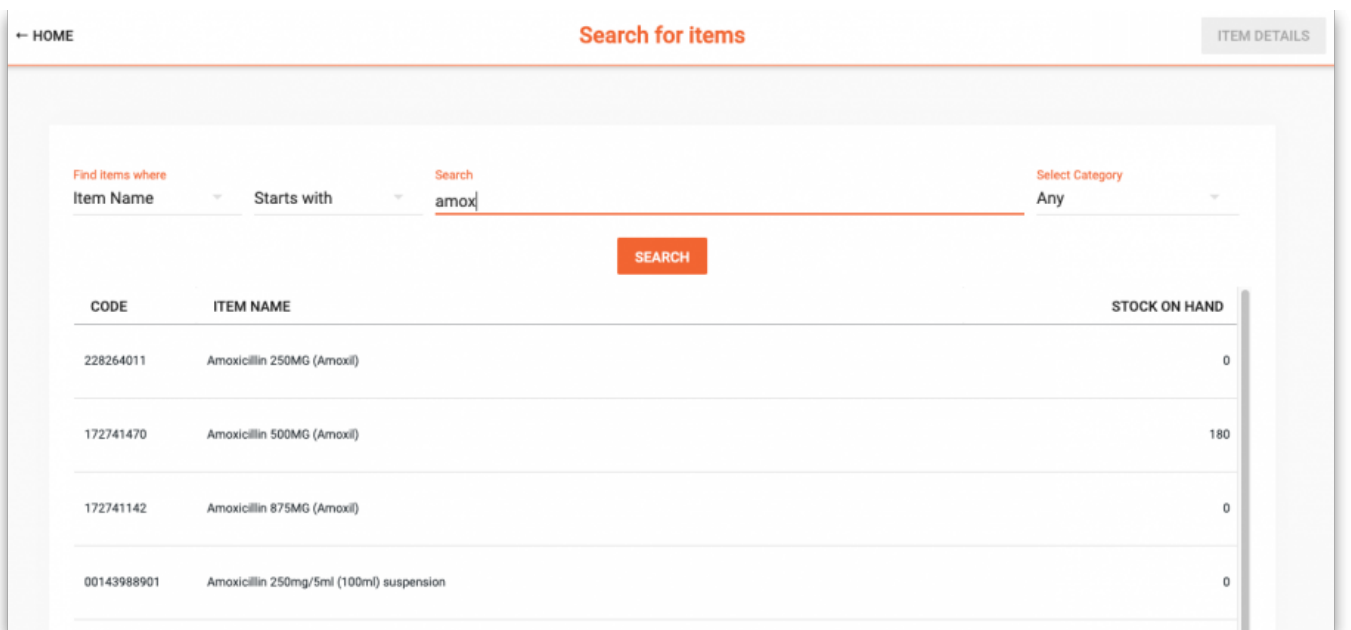 ← HOME Search for items ITEM DETAILS
Find items where Search Select Category
Item Name Starts with amox Any
SEARCH
CODE ITEM NAME STOCK ON HAND
228264011 Amoxicillin 250MG (Amoxil) 0
172741470 Amoxicillin 500MG (Amoxil) 180
172741142 Amoxicillin 875MG (Amoxil) 0
00143988901 Amoxicillin 250mg/5ml (100ml) suspension 0